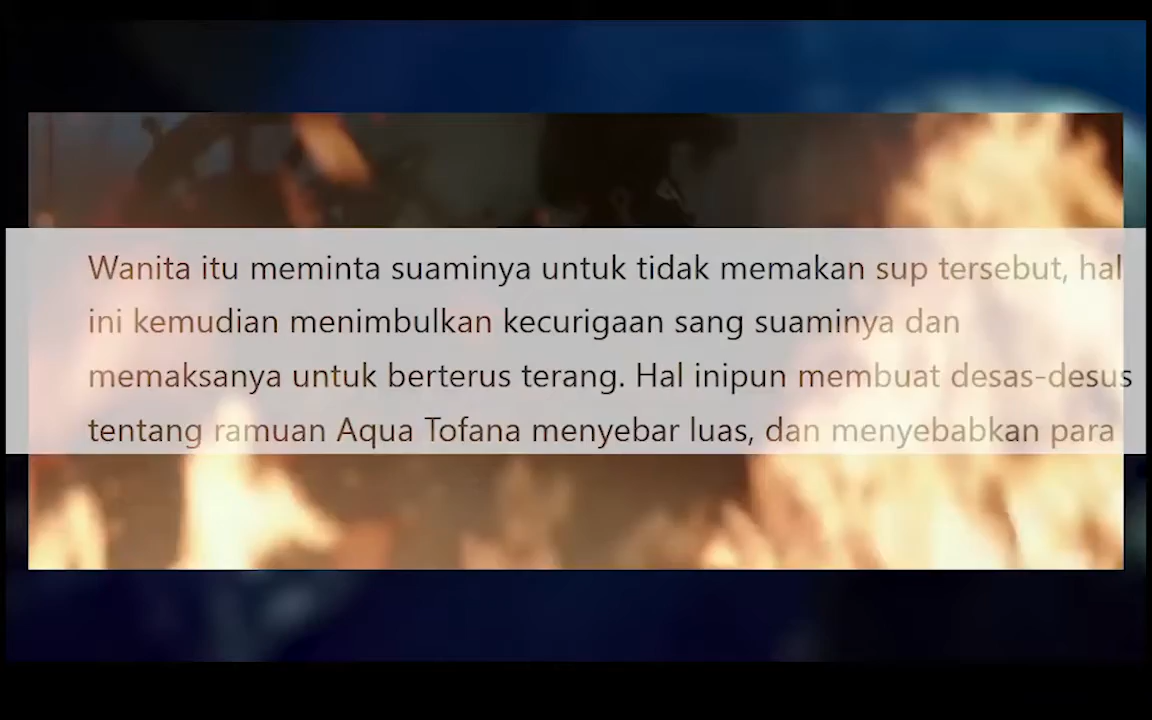 Wanita itu meminta suaminya untuk tidak memakan sup tersebut, hal
ini kemudian menimbulkan kecurigaan sang suaminya dan
memaksanya untuk berterus terang. Hal inipun membuat desas-desus
tentang ramuan Aqua Tofana menyebar luas, dan menyebabkan para